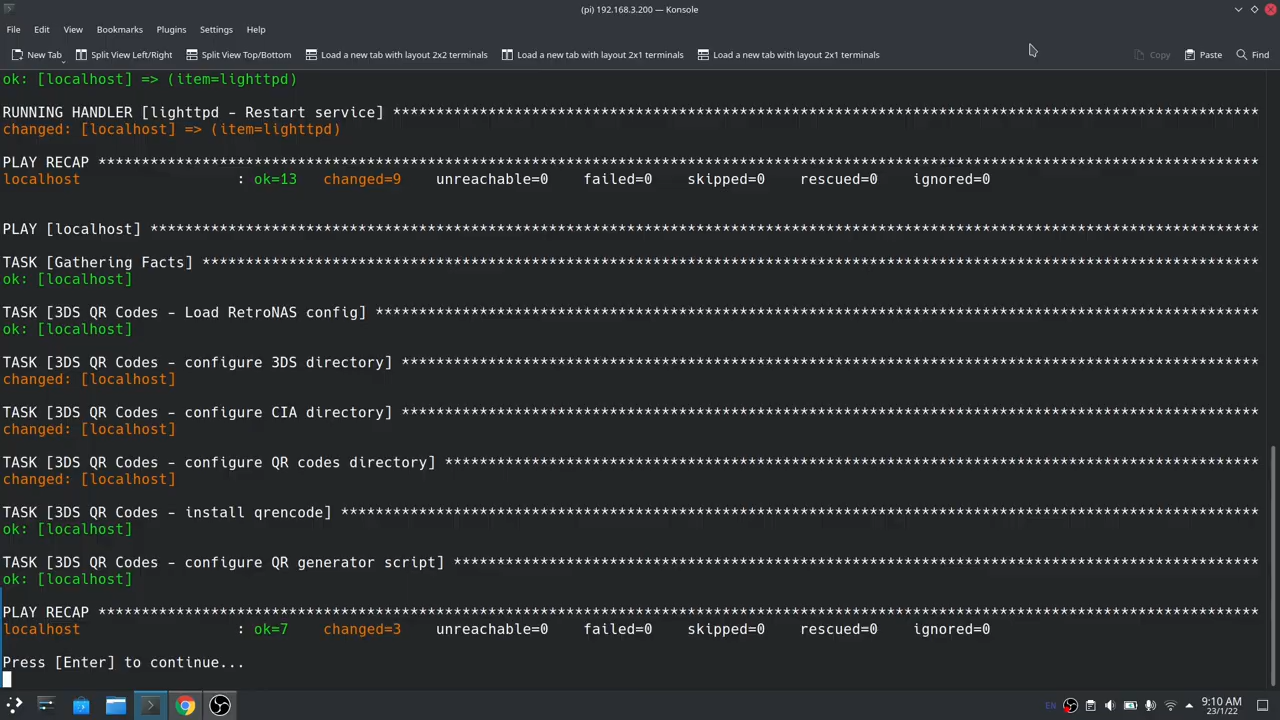 (pi) 192.168.3.200 — Konsole
File Edit View Bookmarks Plugins Settings Help
New Tab Split View Left/Right Split View Top/Bottom Load a new tab with layout 2x2 terminals Load a new tab with layout 2x1 terminals Load a new tab with layout 2x1 terminals Copy Paste Find
ok: [localhost] => (item=lighttpd)
RUNNING HANDLER [lighttpd - Restart service] ****************************************************************************************************
changed: [localhost] => (item=lighttpd)
PLAY RECAP **************************************************************************************************************************************
localhost : ok=13 changed=9 unreachable=0 failed=0 skipped=0 rescued=0 ignored=0
PLAY [localhost] ********************************************************************************************************************************
TASK [Gathering Facts] **************************************************************************************************************************
ok: [localhost]
TASK [3DS QR Codes - Load RetroNAS config] ******************************************************************************************************
ok: [localhost]
TASK [3DS QR Codes - configure 3DS directory] ***************************************************************************************************
changed: [localhost]
TASK [3DS QR Codes - configure CIA directory] ***************************************************************************************************
changed: [localhost]
TASK [3DS QR Codes - configure QR codes directory] **********************************************************************************************
changed: [localhost]
TASK [3DS QR Codes - install qrencode] **********************************************************************************************************
ok: [localhost]
TASK [3DS QR Codes - configure QR generator script] *********************************************************************************************
ok: [localhost]
PLAY RECAP **************************************************************************************************************************************
localhost : ok=7 changed=3 unreachable=0 failed=0 skipped=0 rescued=0 ignored=0
Press [Enter] to continue...
EN 9:10 AM
23/1/22